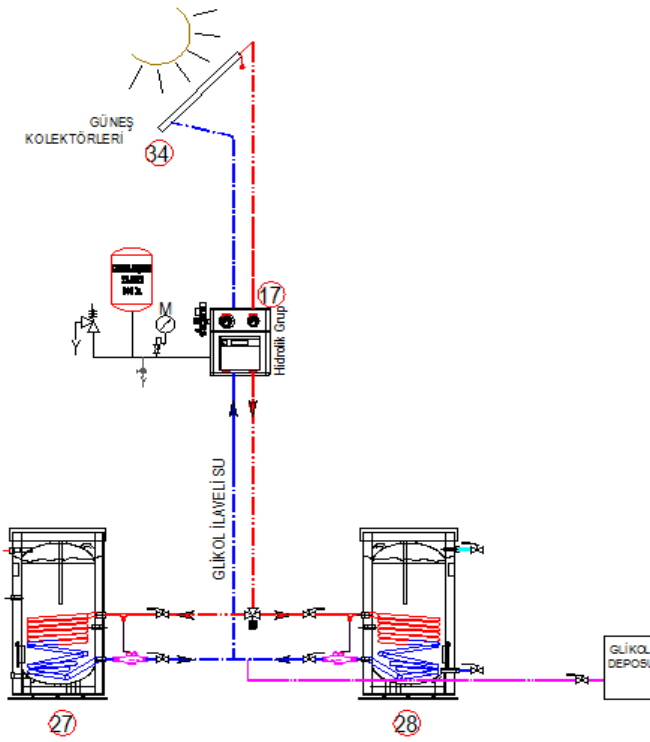 GÜNEŞ
KOLEKTÖRLERİ
34
17
M
Hidrolik Grup
GLİKOL İLAVELİ SU
GLİKOL
DEPOSU
27
28